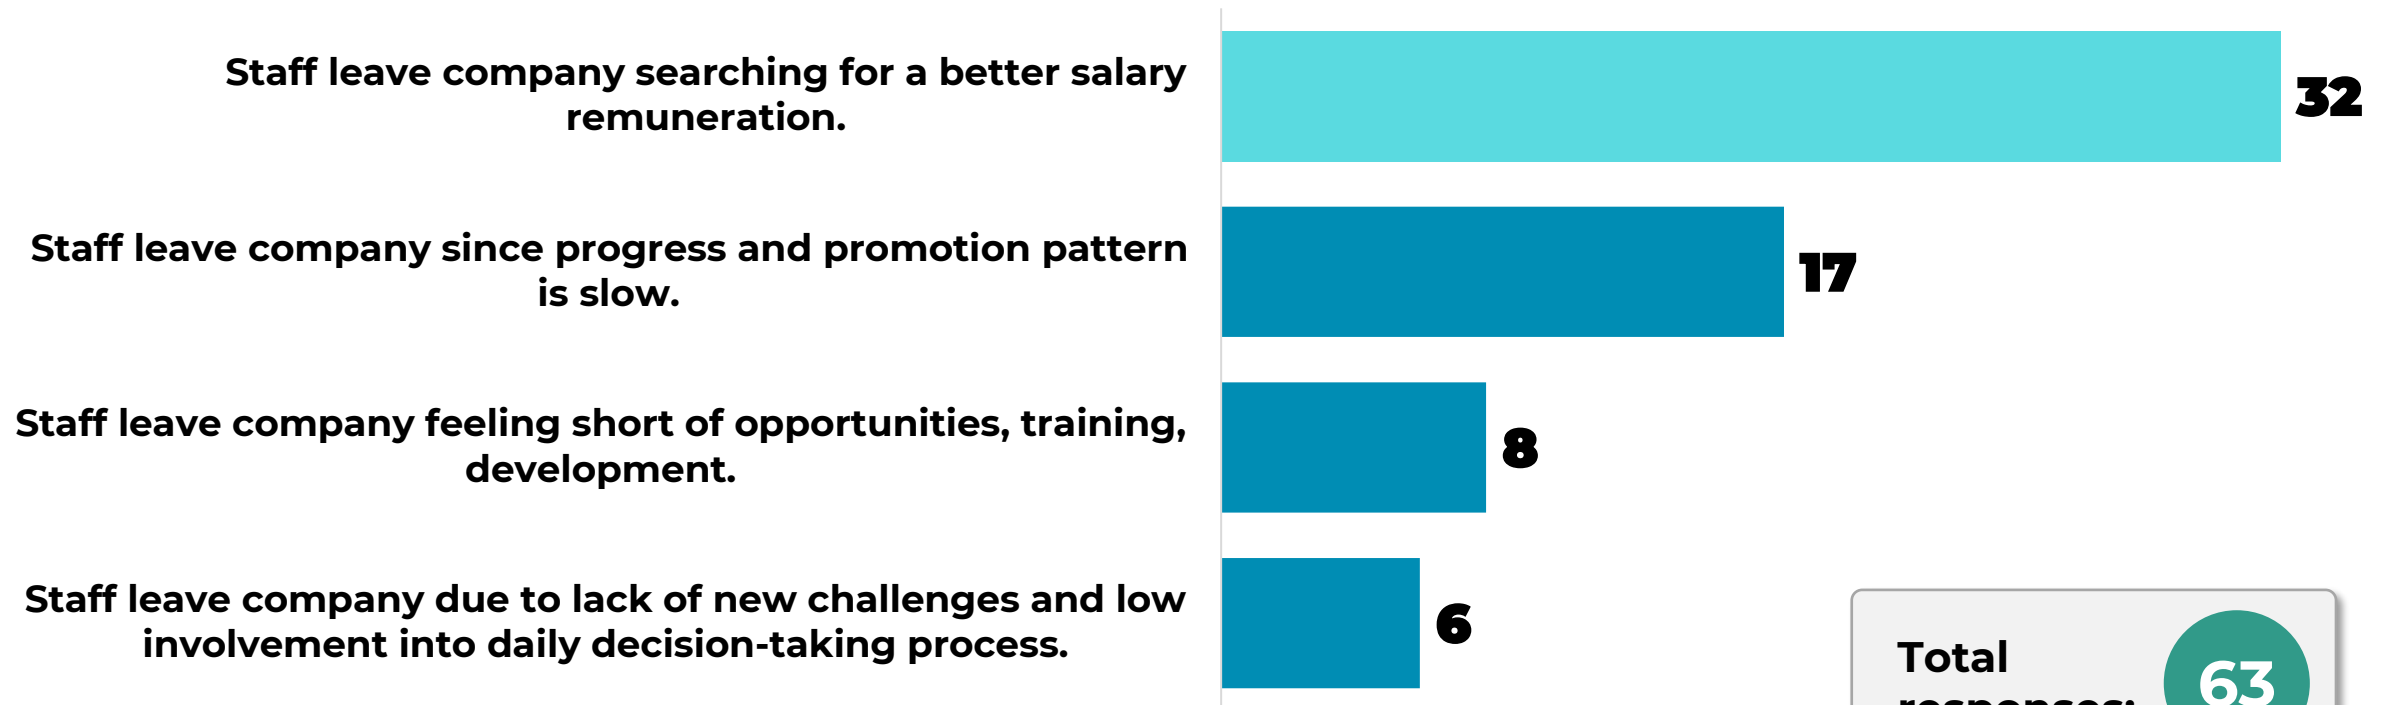 Staff leave company searching for a better salary
remuneration.
32
Staff leave company since progress and promotion pattern
is slow.
17
Staff leave company feeling short of opportunities, training,
development.
8
Staff leave company due to lack of new challenges and low
involvement into daily decision-taking process.
6
Total
responses:
63